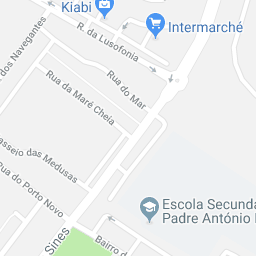 Kiabi
Intermarché
R. da Lusofonia
dos Navegantes
Rua do Mar
Rua da Maré Cheia
asseio das Medusas
Rua do Porto Novo
Escola Secunda
Padre António
Sines
Bairro d